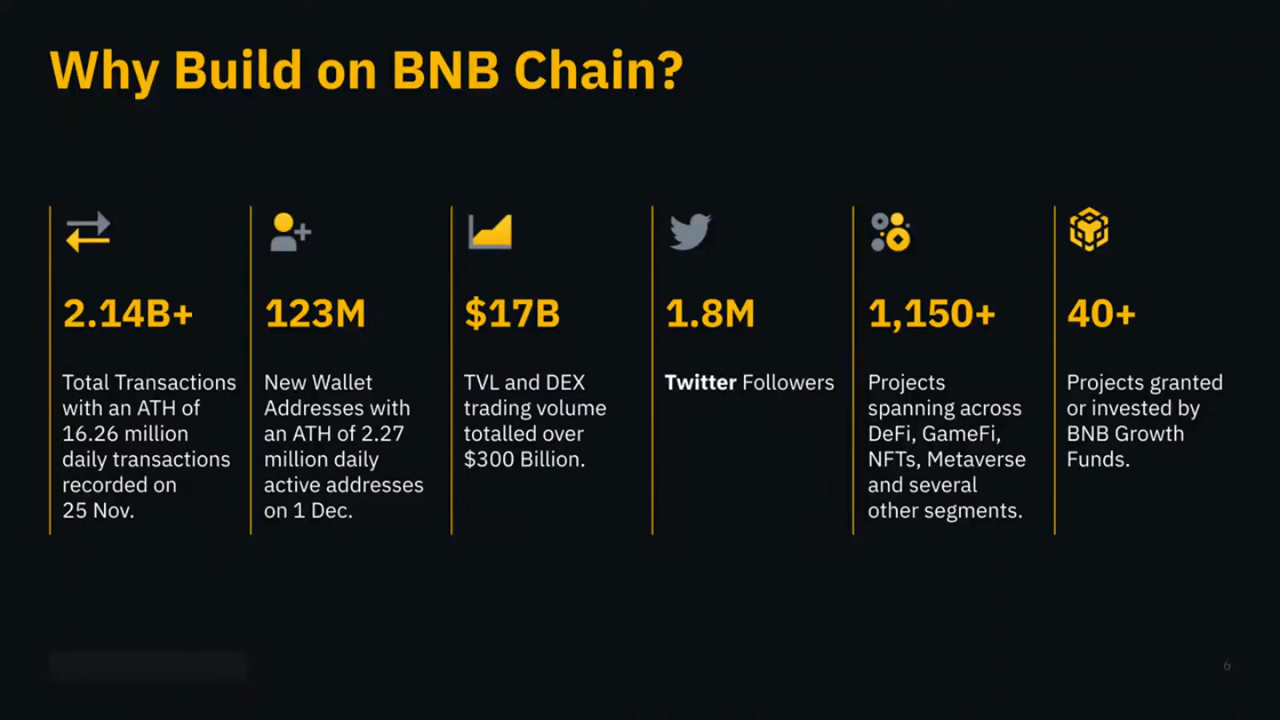 Why Build on BNB Chain?
2.14B+
Total Transactions
with an ATH of
16.26 million
daily transactions
recorded on
25 Nov.
123M
New Wallet
Addresses with
an ATH of 2.27
million daily
active addresses
on 1 Dec.
$17B
TVL and DEX
trading volume
totalled over
$300 Billion.
1.8M
Twitter Followers
1,150+
Projects
spanning across
DeFi, GameFi,
NFTs, Metaverse
and several
other segments.
40+
Projects granted
or invested by
BNB Growth
Funds.
6